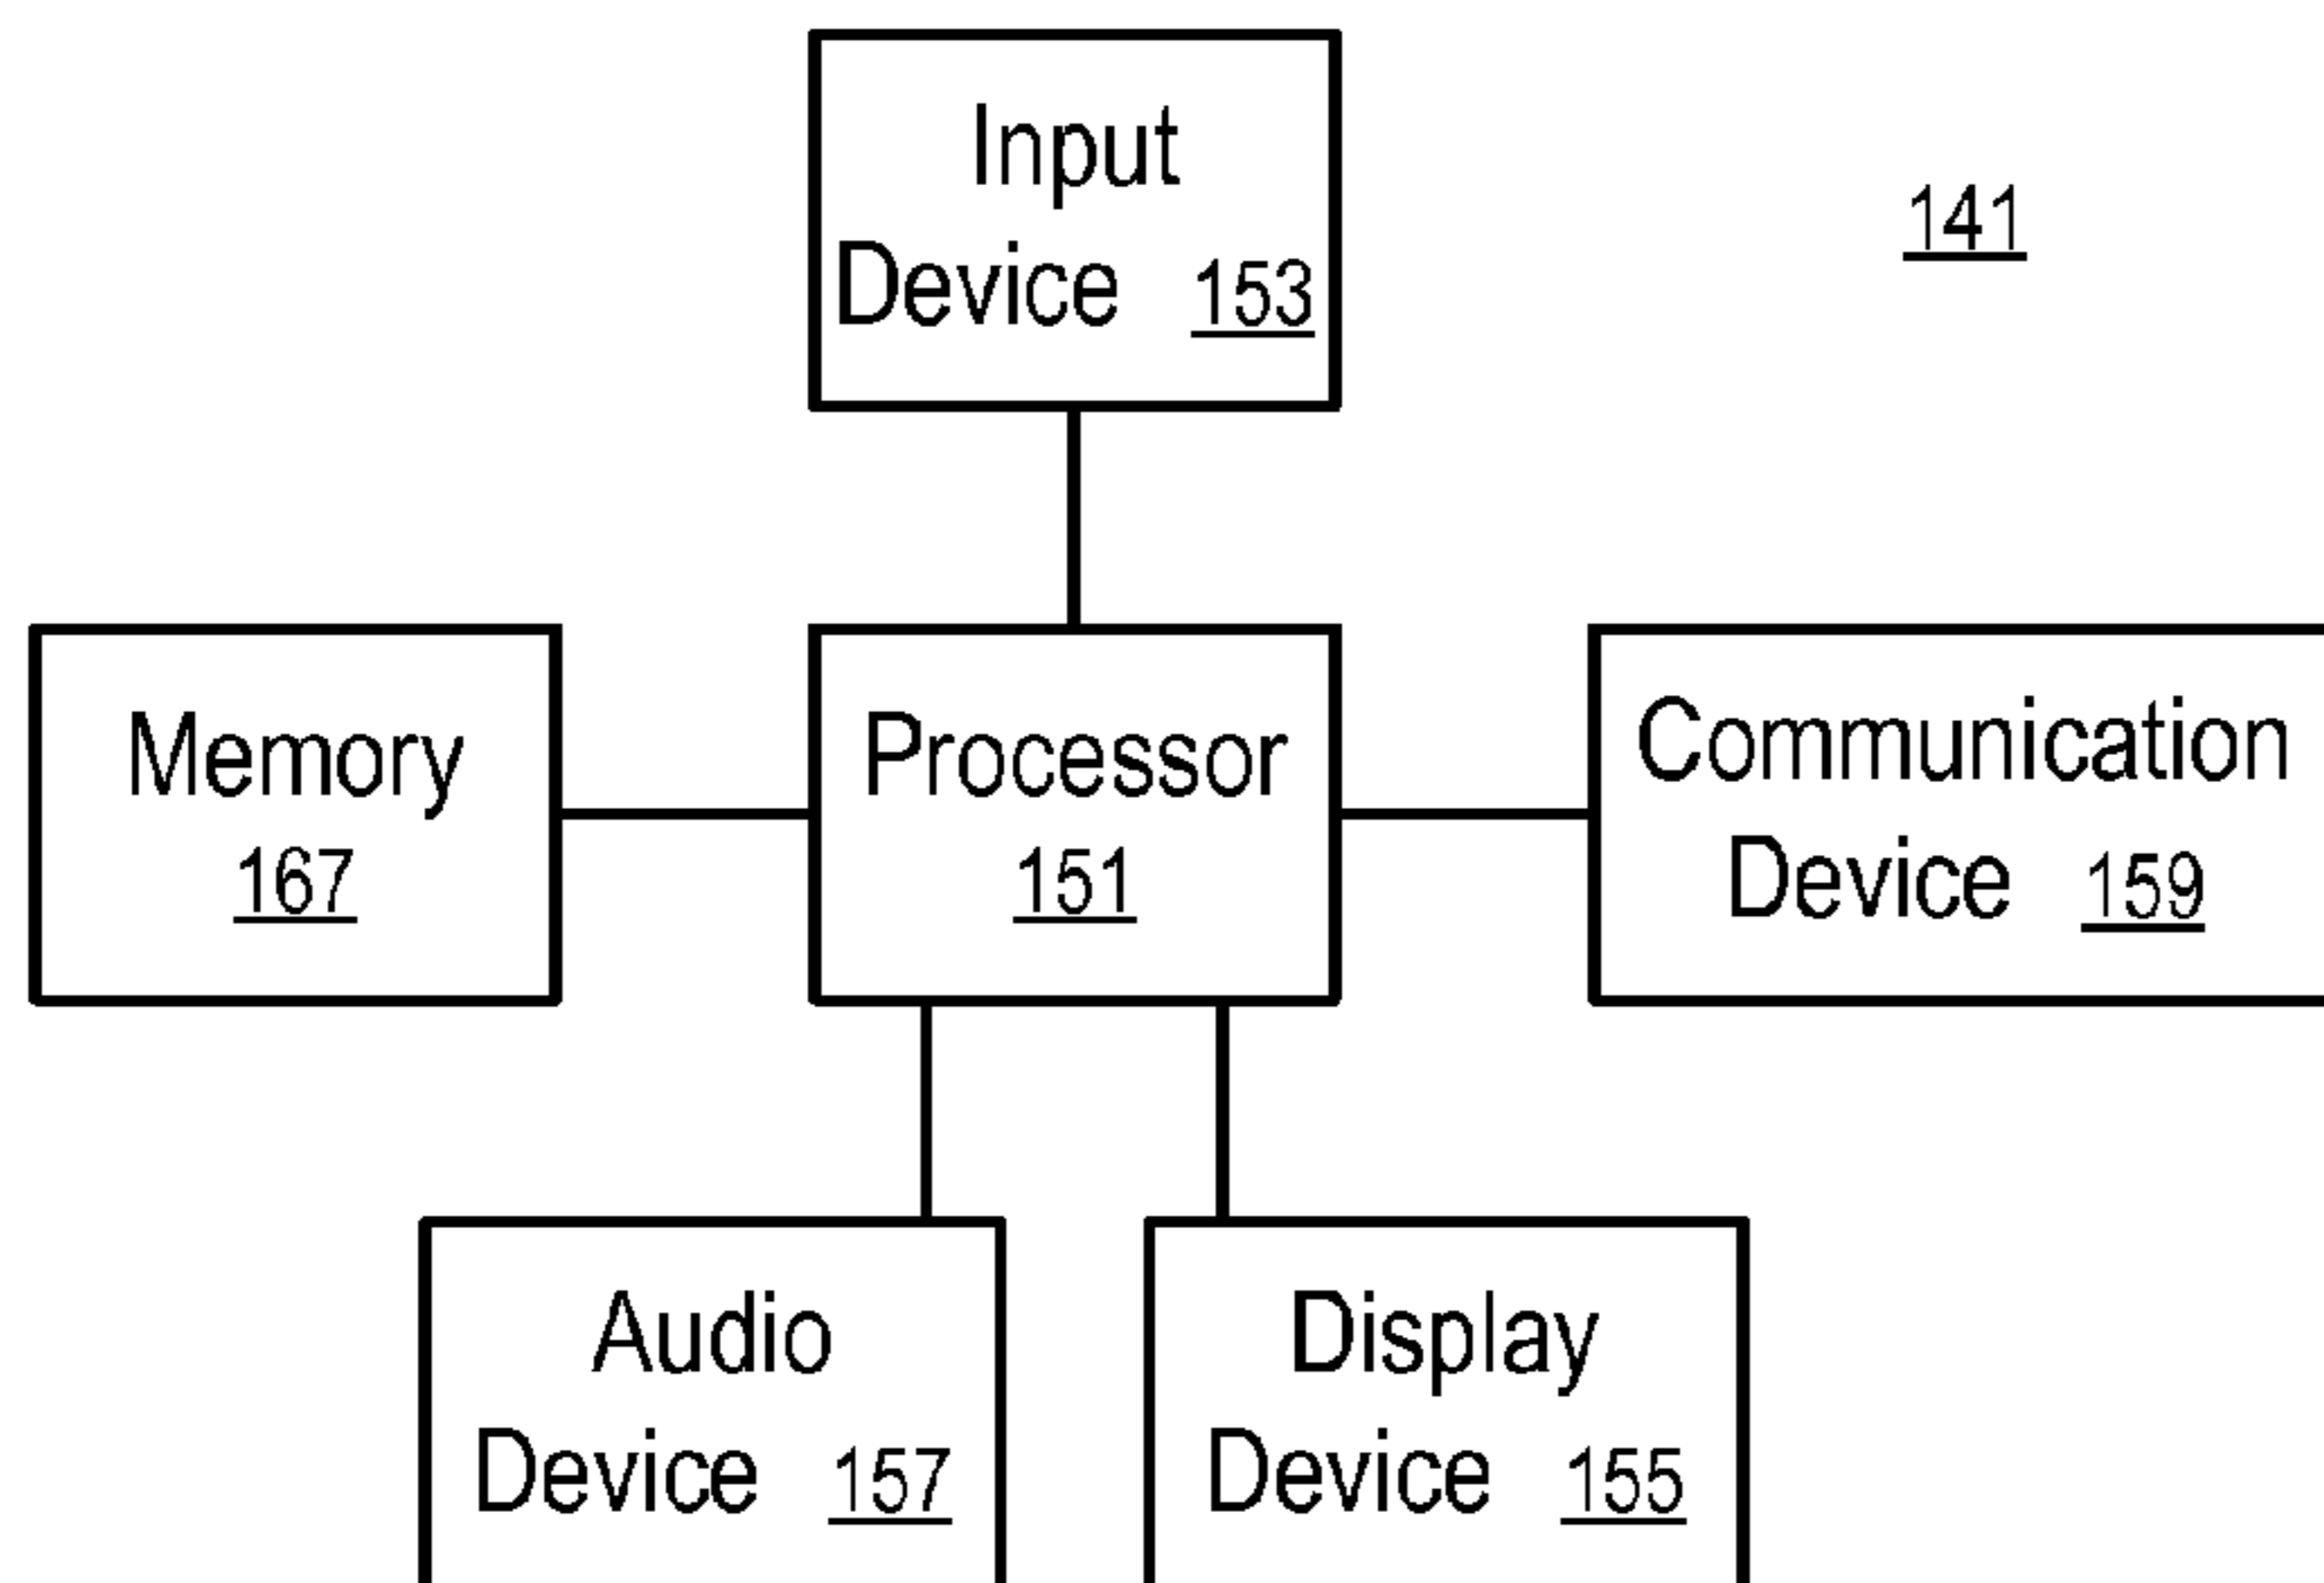 Input
Device 153
141
Memory
167
Processor
151
Communication
Device 159
Audio
Device 157
Display
Device 155